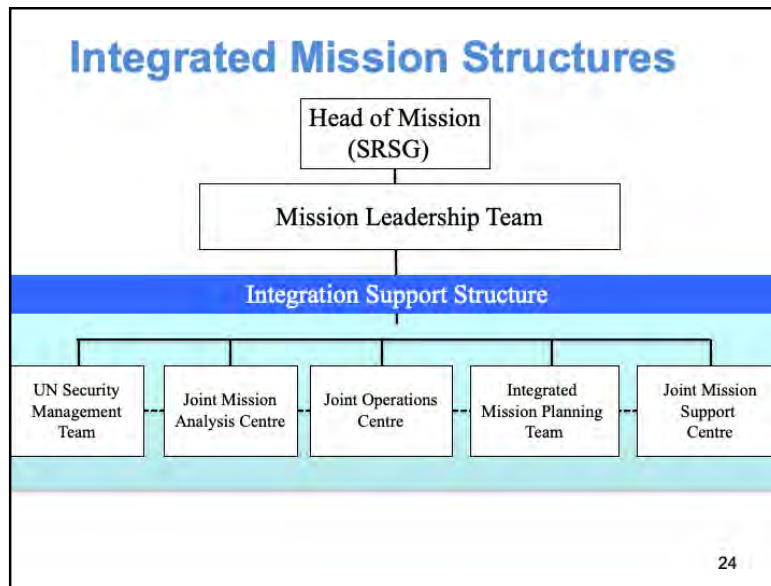 Integrated Mission Structures
Head of Mission
(SRSG)
Mission Leadership Team
Integration Support Structure
UN Security
Management
Team
Joint Mission
Analysis Centre
Joint Operations
Centre
Integrated
Mission Planning
Team
Joint Mission
Support
Centre
24